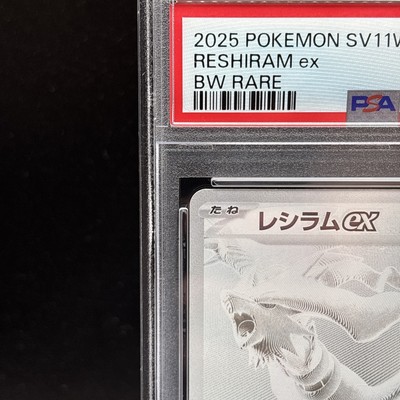 2025 POKEMON SV11W
RESHIRAM ex
BW RARE
PSA
たね
レシラムex